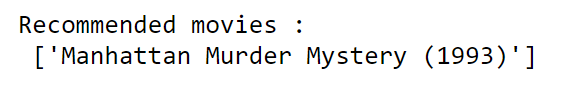 Recommended movies :
['Manhattan Murder Mystery (1993)']